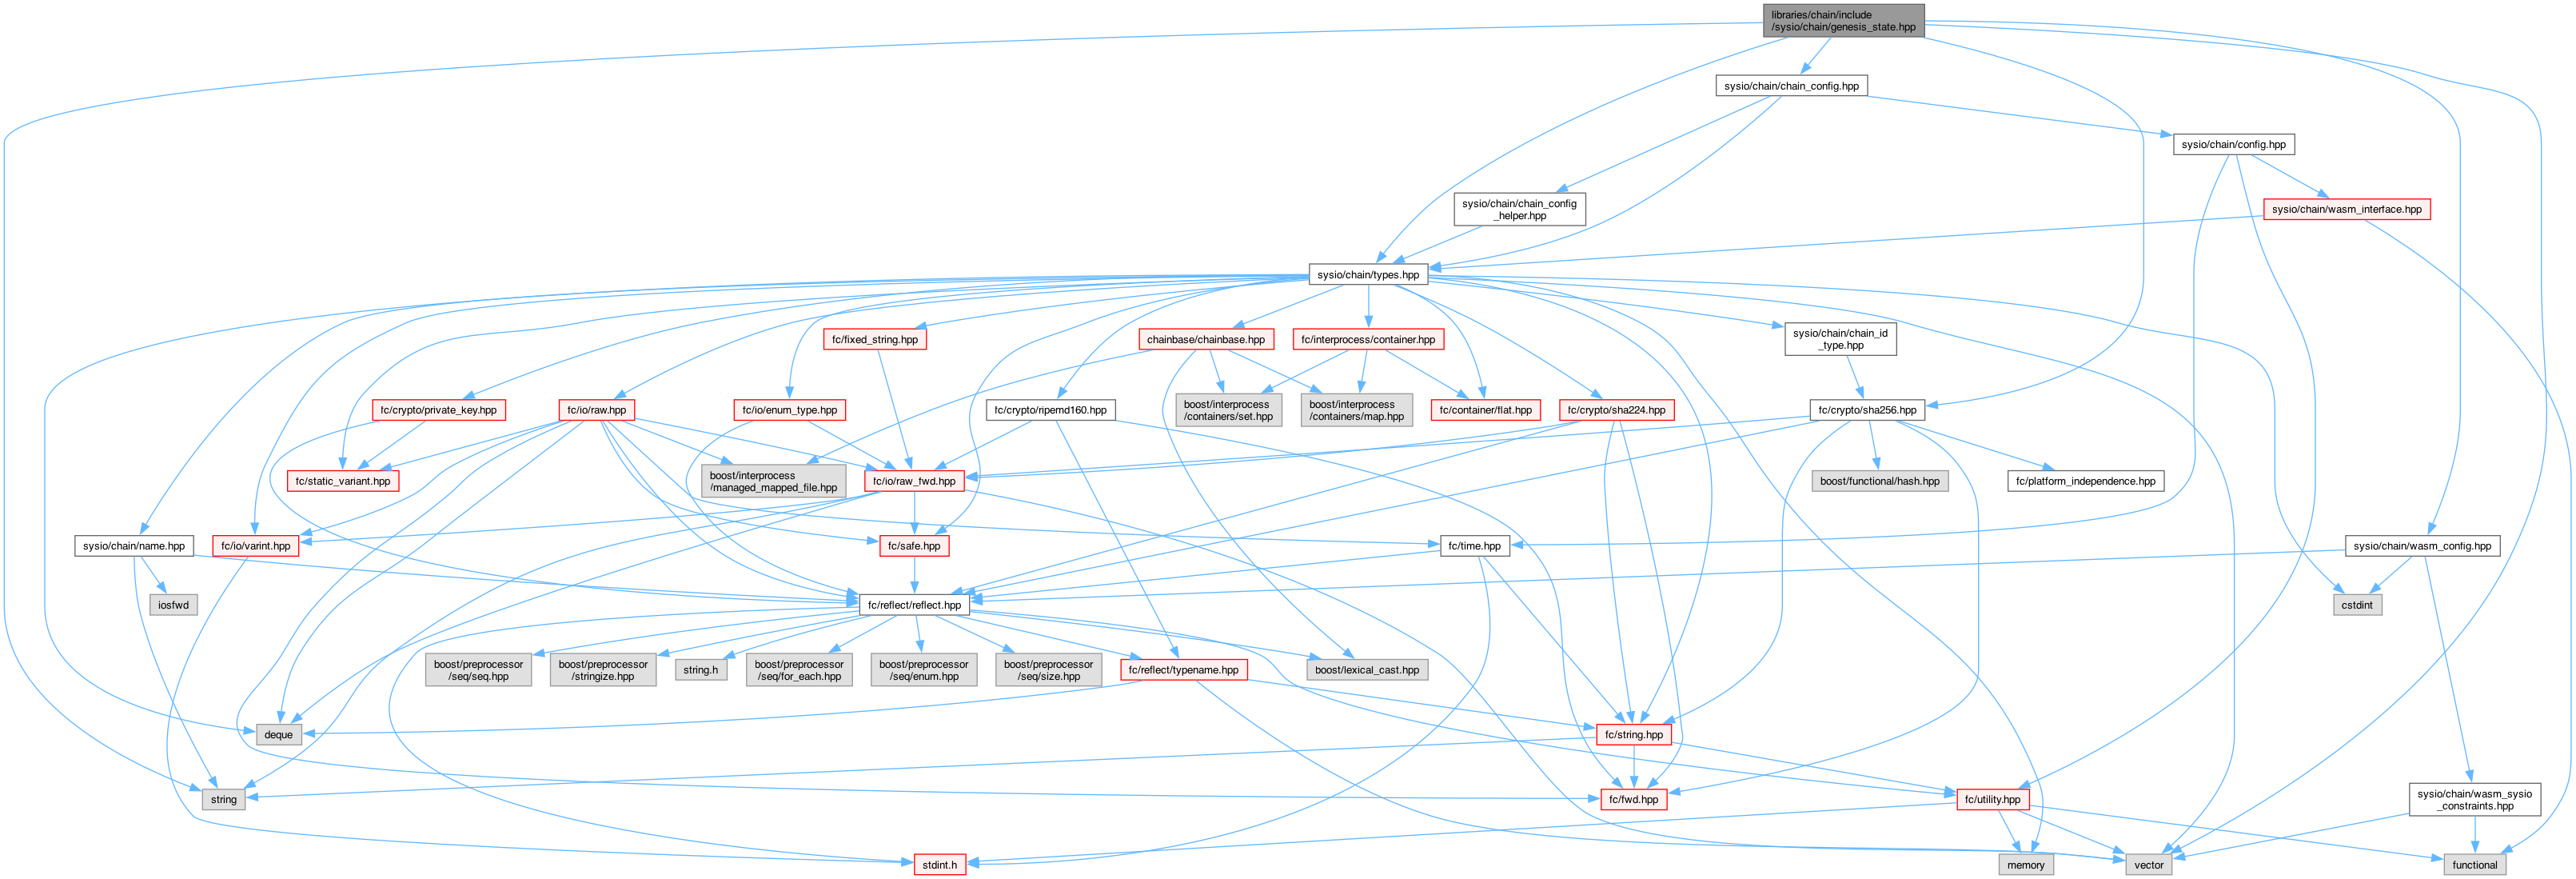 libraries/chain/include
/sysio/chain/genesis_state.hpp
sysio/chain/chain_config.hpp
sysio/chain/config.hpp
sysio/chain/chain_config
_helper.hpp
sysio/chain/wasm_interface.hpp
sysio/chain/types.hpp
fc/fixed_string.hpp
chainbase/chainbase.hpp
fc/interprocess/container.hpp
sysio/chain/chain_id
_type.hpp
fc/crypto/private_key.hpp
fc/io/raw.hpp
fc/io/enum_type.hpp
fc/crypto/ripemd160.hpp
boost/interprocess
/containers/set.hpp
boost/interprocess
/containers/map.hpp
fc/container/flat.hpp
fc/crypto/sha224.hpp
fc/crypto/sha256.hpp
fc/static_variant.hpp
boost/interprocess
/managed_mapped_file.hpp
fc/io/raw_fwd.hpp
boost/functional/hash.hpp
fc/platform_independence.hpp
sysio/chain/name.hpp
fc/io/varint.hpp
fc/safe.hpp
fc/time.hpp
sysio/chain/wasm_config.hpp
iosfwd
fc/reflect/reflect.hpp
cstdint
boost/preprocessor
/seq/seq.hpp
boost/preprocessor
/stringize.hpp
string.h
boost/preprocessor
/seq/for_each.hpp
boost/preprocessor
/seq/enum.hpp
boost/preprocessor
/seq/size.hpp
fc/reflect/typename.hpp
boost/lexical_cast.hpp
deque
fc/string.hpp
string
fc/fwd.hpp
fc/utility.hpp
sysio/chain/wasm_sysio
_constraints.hpp
stdint.h
memory
vector
functional